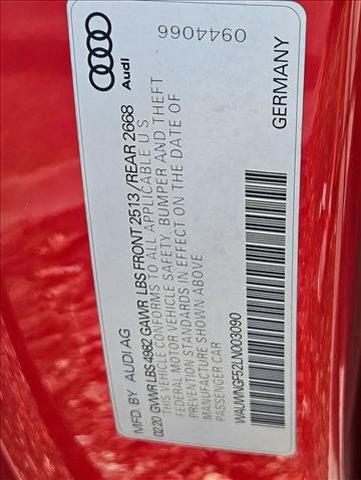 MFD. BY AUDI AG
02/20 GVWR LBS 4982 GAWR LBS FRONT 2513 / REAR 2668
THIS VEHICLE CONFORMS TO ALL APPLICABLE U S
FEDERAL MOTOR VEHICLE SAFETY, BUMPER AND THEFT
PREVENTION STANDARDS IN EFFECT ON THE DATE OF
MANUFACTURE SHOWN ABOVE
PASSENGER CAR
WAUWNGF52LN003090
GERMANY
Audi
0944066